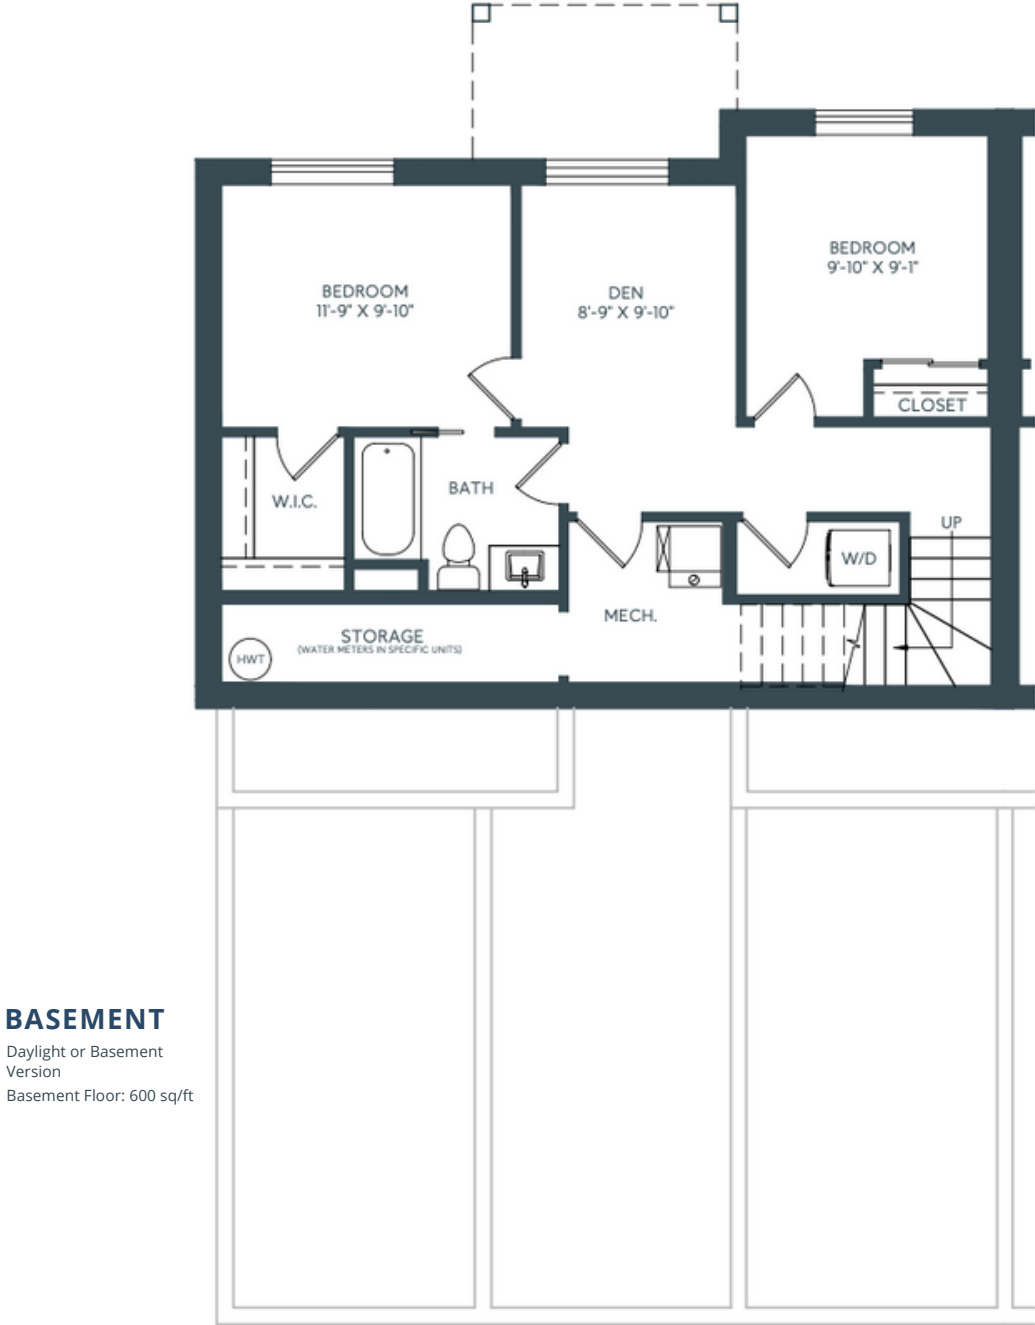 BEDROOM
9'-10" X 9'-1"
BEDROOM
11'-9" X 9'-10"
DEN
8'-9" X 9'-10"
CLOSET
BATH
W.I.C.
UP
W/D
MECH.
STORAGE
(WATER METERS IN SPECIFIC UNITS)
HWT
BASEMENT
Daylight or Basement
Version
Basement Floor: 600 sq/ft